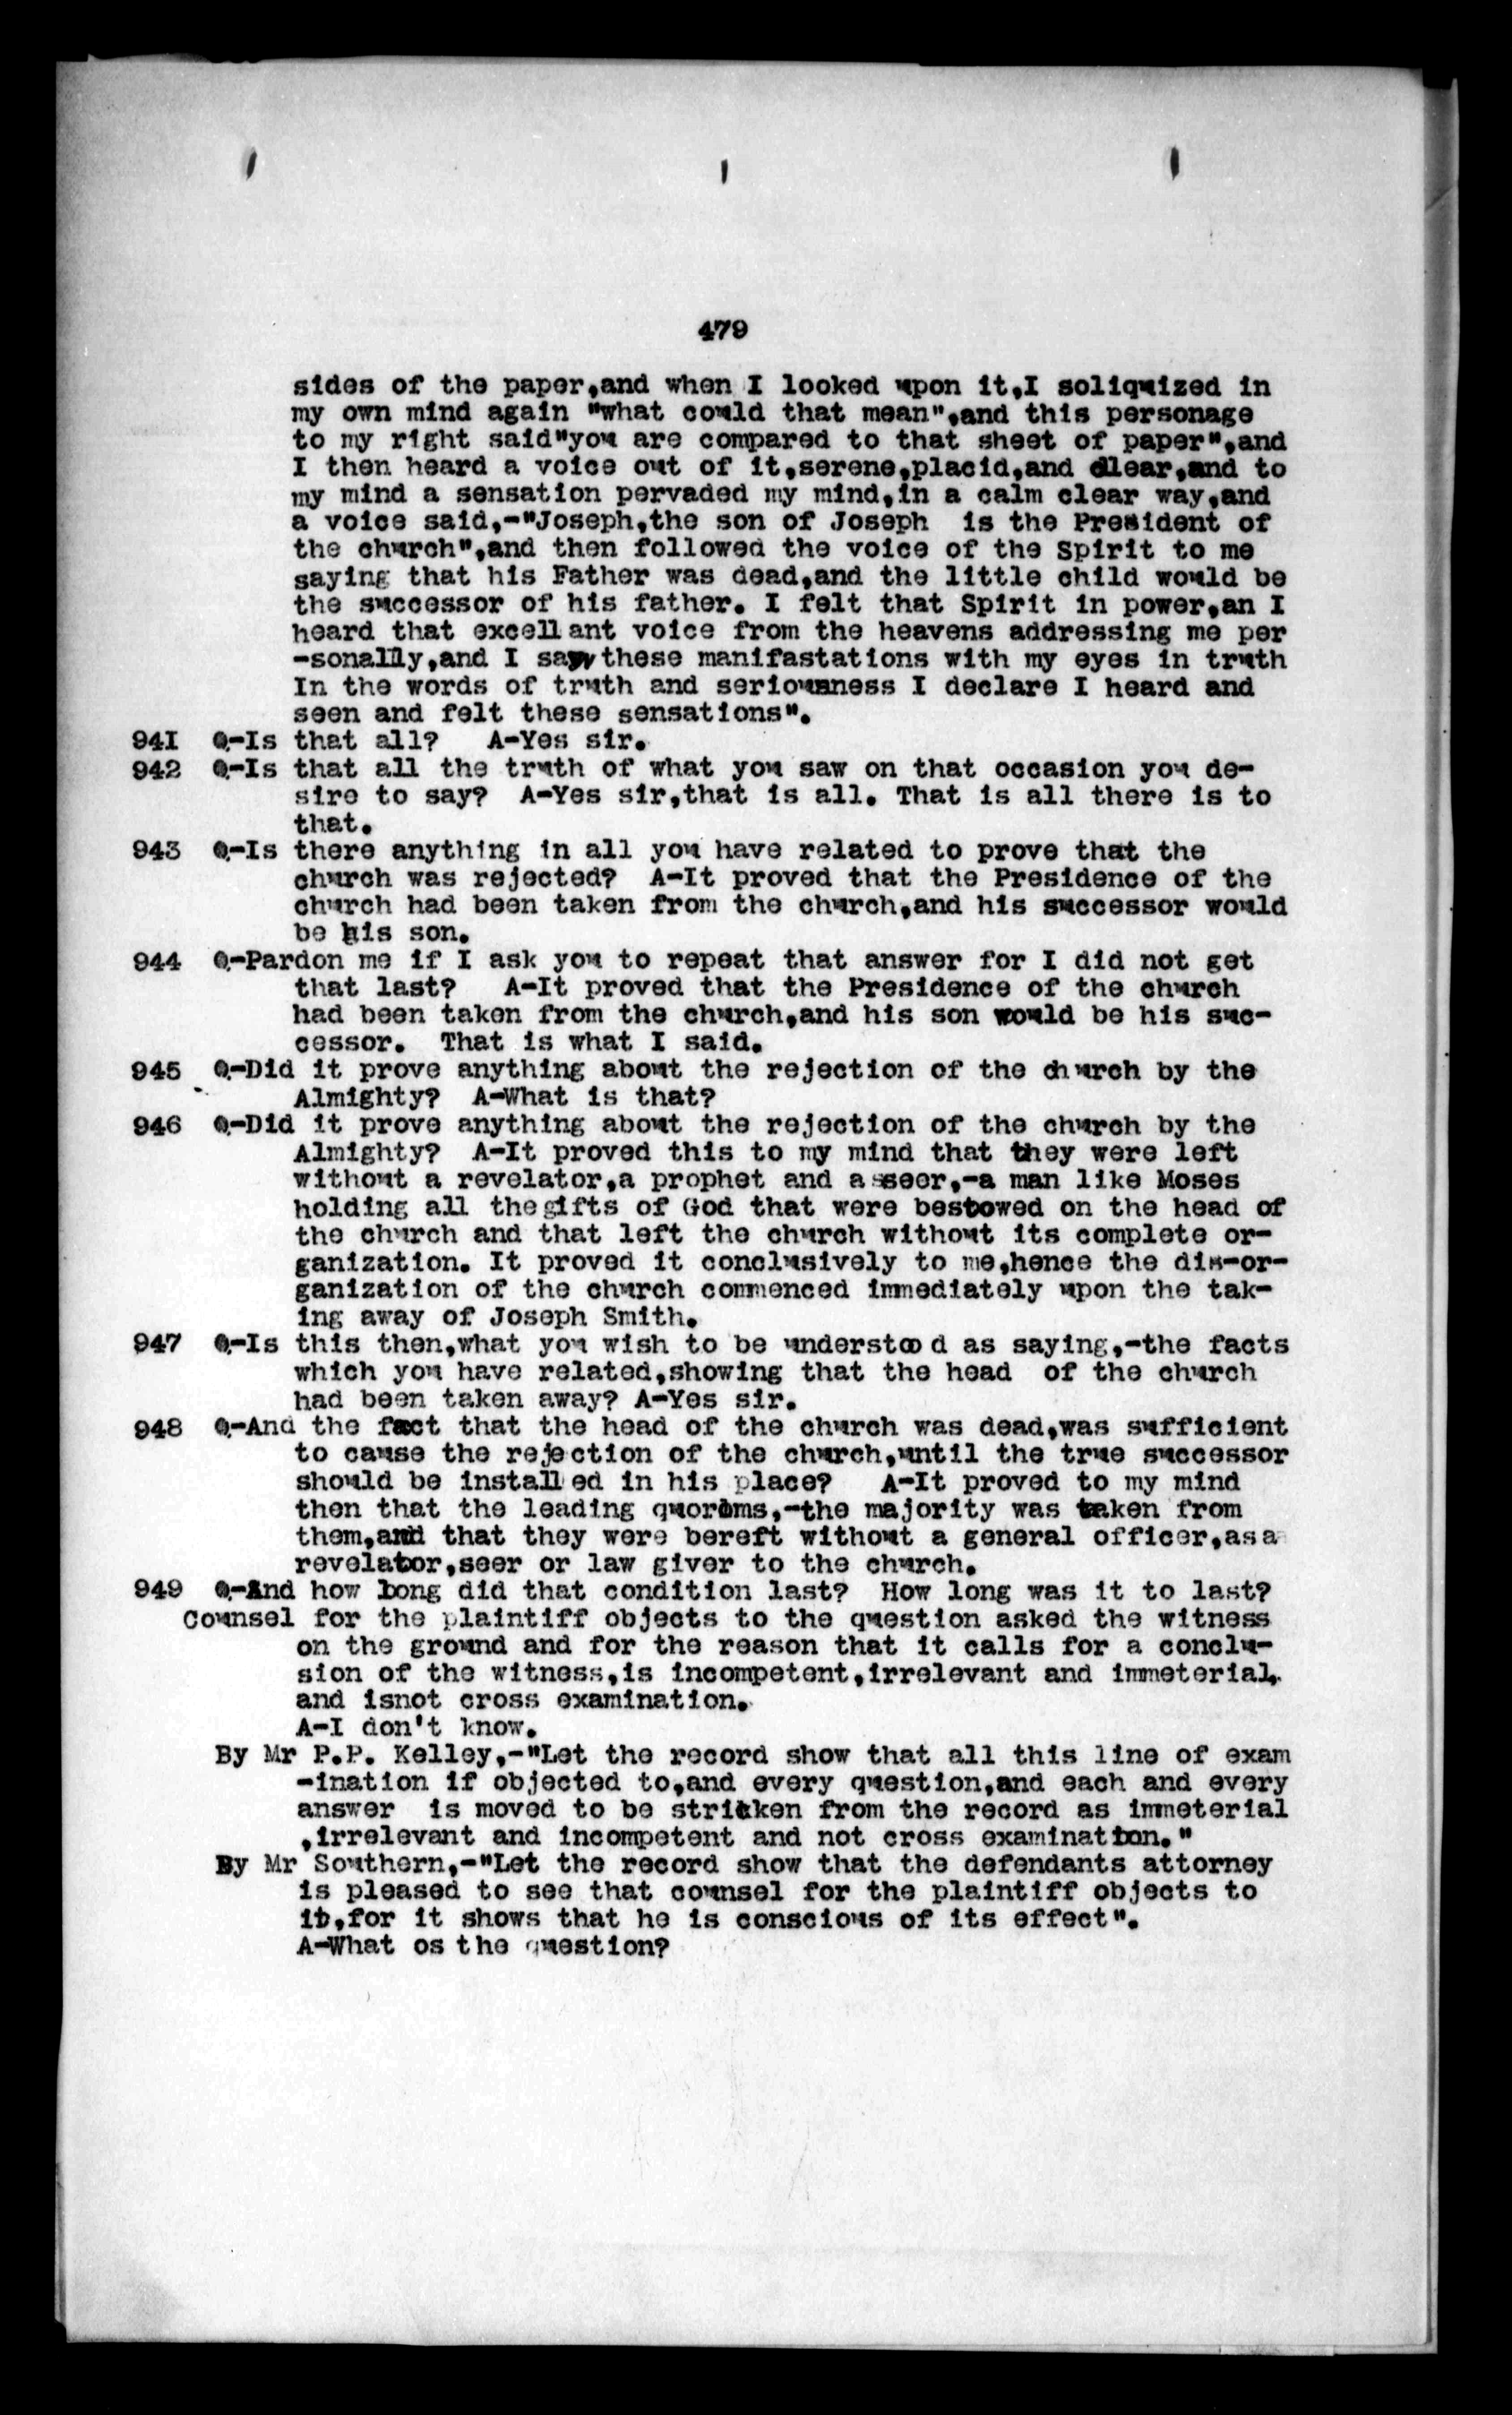 479
sides of the paper,and when I looked upon it,I soliquized in
my own mind again "what could that mean",and this personage
to my right said"you are compared to that sheet of paper",and
I then heard a voice out of it,serene,placid,and clear,and to
my mind a sensation pervaded my mind,in a calm clear way,and
a voice said,-"Joseph,the son of Joseph is the President of
the church",and then followed the voice of the Spirit to me
saying that his Father was dead,and the little child would be
the successor of his father. I felt that Spirit in power,an I
heard that excellant voice from the heavens addressing me per
-sonally,and I saw these manifastations with my eyes in truth
In the words of truth and seriousness I declare I heard and
seen and felt these sensations".
941 Q-Is that all? A-Yes sir.
942 Q-Is that all the truth of what you saw on that occasion you de-
sire to say? A-Yes sir,that is all. That is all there is to
that.
943 Q-Is there anything in all you have related to prove that the
church was rejected? A-It proved that the Presidence of the
church had been taken from the church,and his successor would
be his son.
944 Q-Pardon me if I ask you to repeat that answer for I did not get
that last? A-It proved that the Presidence of the church
had been taken from the church,and his son would be his suc-
cessor. That is what I said.
945 Q-Did it prove anything about the rejection of the church by the
Almighty? A-What is that?
946 Q-Did it prove anything about the rejection of the church by the
Almighty? A-It proved this to my mind that they were left
without a revelator,a prophet and a seer,-a man like Moses
holding all the gifts of God that were bestowed on the head of
the church and that left the church without its complete or-
ganization. It proved it conclusively to me,hence the dis-or-
ganization of the church commenced immediately upon the tak-
ing away of Joseph Smith.
947 Q-Is this then,what you wish to be understood as saying,-the facts
which you have related,showing that the head of the church
had been taken away? A-Yes sir.
948 Q-And the fact that the head of the church was dead,was sufficient
to cause the rejection of the church,until the true successor
should be installed in his place? A-It proved to my mind
then that the leading quorums,-the majority was taken from
them,and that they were bereft without a general officer,as a
revelator,seer or law giver to the church.
949 Q-And how long did that condition last? How long was it to last?
Counsel for the plaintiff objects to the question asked the witness
on the ground and for the reason that it calls for a conclu-
sion of the witness,is incompetent,irrelevant and immeterial,
and isnot cross examination.
A-I don't know.
By Mr P.P. Kelley,-"Let the record show that all this line of exam
-ination if objected to,and every question,and each and every
answer is moved to be stricken from the record as immeterial
,irrelevant and incompetent and not cross examination."
By Mr Southern,-"Let the record show that the defendants attorney
is pleased to see that counsel for the plaintiff objects to
it,for it shows that he is conscious of its effect".
A-What os the question?